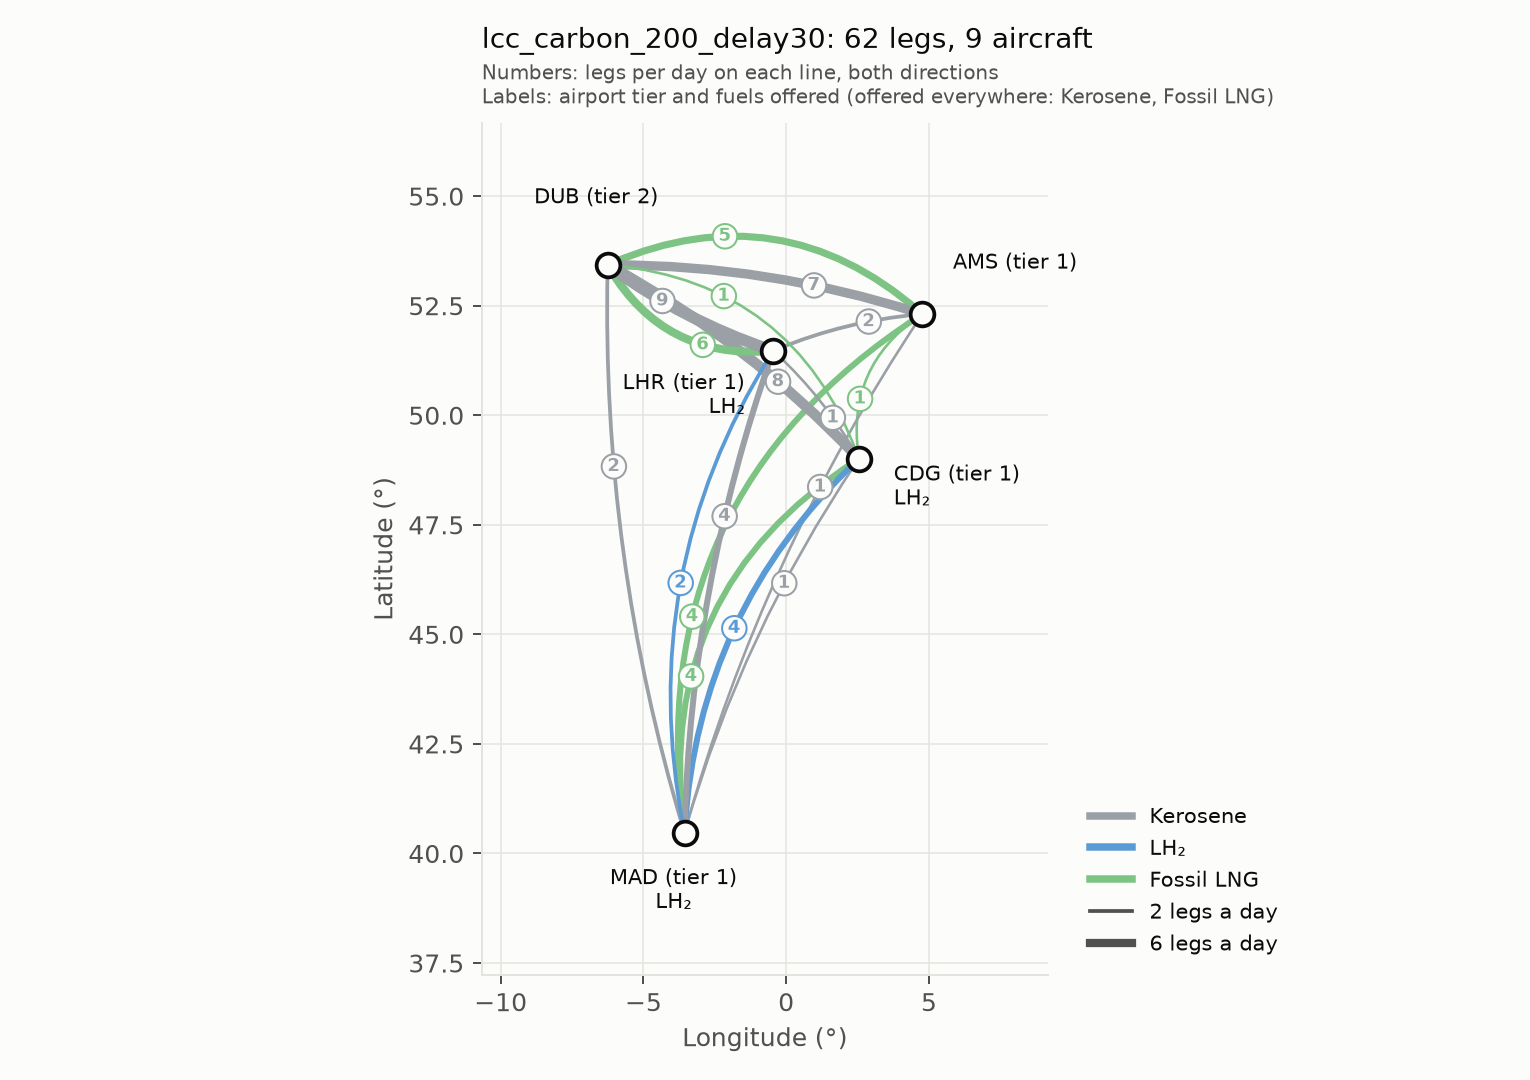 lcc_carbon_200_delay30: 62 legs, 9 aircraft
Numbers: legs per day on each line, both directions
Labels: airport tier and fuels offered (offered everywhere: Kerosene, Fossil LNG)
55.0
52.5
50.0
47.5
45.0
42.5
40.0
37.5
Latitude (°)
DUB (tier 2)
AMS (tier 1)
LHR (tier 1)
LH₂
CDG (tier 1)
LH₂
MAD (tier 1)
LH₂
5
7
1
9
2
6
8
1
1
2
1
4
2
1
4
4
4
−10
−5
0
5
Longitude (°)
Kerosene
LH₂
Fossil LNG
2 legs a day
6 legs a day